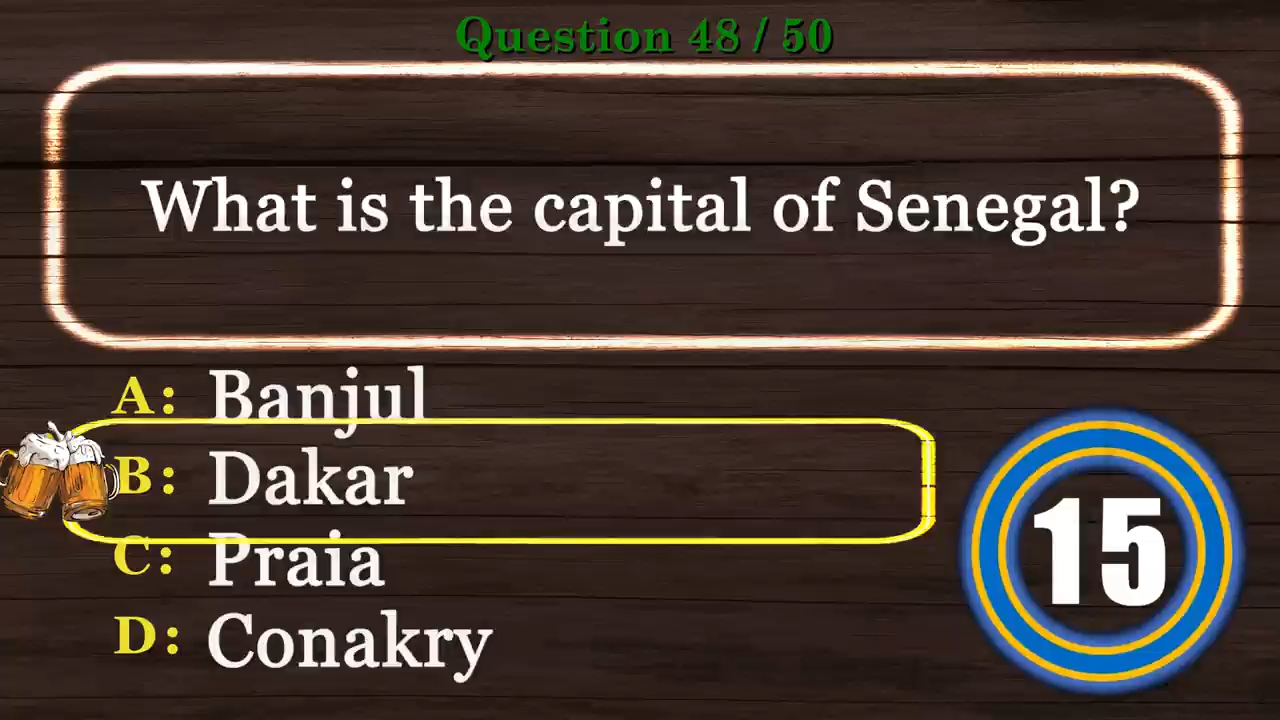 Question 48 / 50
What is the capital of Senegal?
A: Banjul
B: Dakar
C: Praia
D: Conakry
15